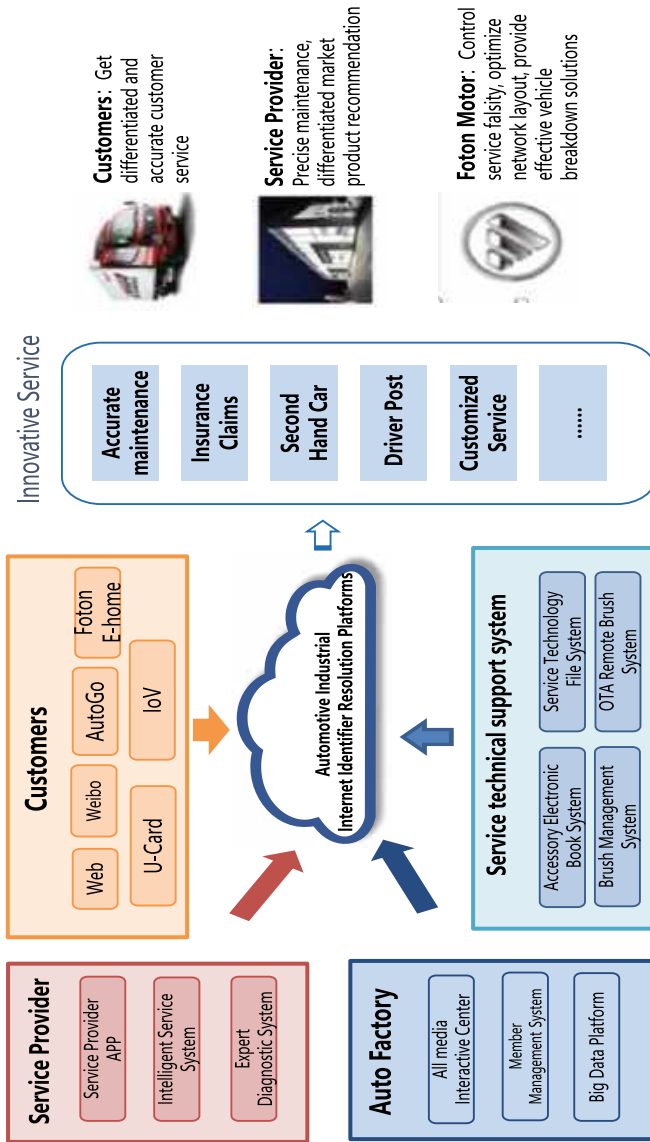 Service Provider
Service Provider
APP
Intelligent Service
System
Expert
Diagnostic System
Auto Factory
All media
Interactive Center
Member
Management System
Big Data Platform
Customers
Web
Weibo
AutoGo
Foton
E-home
U-Card
IoV
Automotive Industrial
Internet Identifier Resolution Platforms
Service technical support system
Accessory Electronic
Book System
Service Technology
File System
Brush Management
System
OTA Remote Brush
System
Innovative Service
Accurate
maintenance
Insurance
Claims
Second
Hand Car
Driver Post
Customized
Service
......
Customers: Get
differentiated and
accurate customer
service
Service Provider:
Precise maintenance,
differentiated market
product recommendation
Foton Motor: Control
service falsity, optimize
network layout, provide
effective vehicle
breakdown solutions